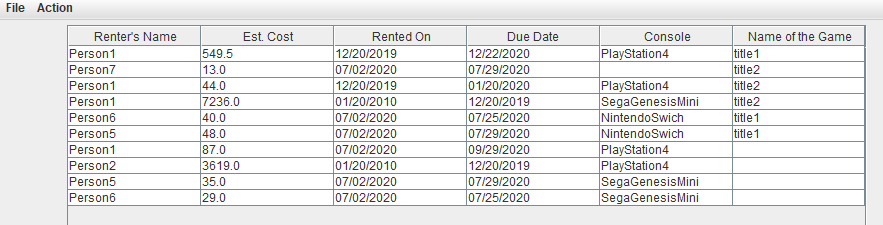 File Action
Renter's Name Est. Cost Rented On Due Date Console Name of the Game
Person1 549.5 12/20/2019 12/22/2020 PlayStation4 title1
Person7 13.0 07/02/2020 07/29/2020 title2
Person1 44.0 12/20/2019 01/20/2020 PlayStation4 title2
Person1 7236.0 01/20/2010 12/20/2019 SegaGenesisMini title2
Person6 40.0 07/02/2020 07/25/2020 NintendoSwich title1
Person5 48.0 07/02/2020 07/29/2020 NintendoSwich title1
Person1 87.0 07/02/2020 09/29/2020 PlayStation4
Person2 3619.0 01/20/2010 12/20/2019 PlayStation4
Person5 35.0 07/02/2020 07/29/2020 SegaGenesisMini
Person6 29.0 07/02/2020 07/25/2020 SegaGenesisMini